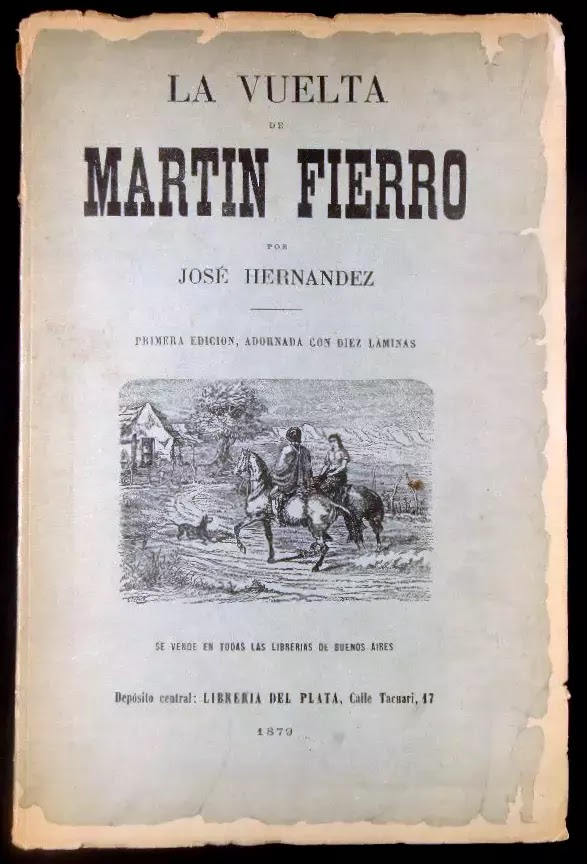 LA VUELTA
DE
MARTIN FIERRO
POR
JOSÉ HERNANDEZ
PRIMERA EDICION, ADORNADA CON DIEZ LÁMINAS
SE VENDE EN TODAS LAS LIBRERIAS DE BUENOS AIRES
Depósito central: LIBRERIA DEL PLATA, Calle Tacuarí, 17
1879